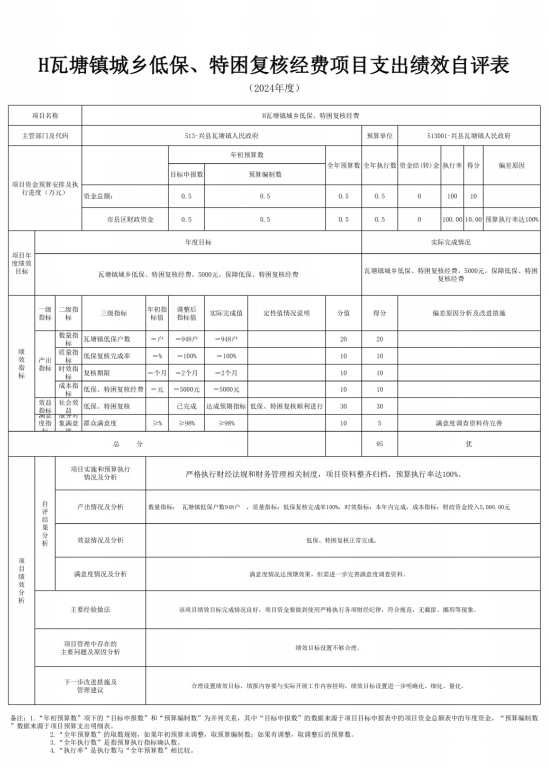 H瓦塘镇城乡低保、特困复核经费项目支出绩效自评表
（2024年度）
项目名称 H瓦塘镇城乡低保、特困复核经费
主管部门及代码 513-兴县瓦塘镇人民政府 预算单位 513001-兴县瓦塘镇人民政府
项目资金预算安排及执行进度（万元）
年初预算数 全年预算数 全年执行数 资金结(转)金 执行率 得分 偏差原因
目标申报数 预算编制数
资金总额： 0.5 0.5 0.5 0.5 0 100 10
市县区财政资金 0.5 0.5 0.5 0.5 0 100.00 10.00 预算执行率达100%
项目年度绩效目标
年度目标 实际完成情况
瓦塘镇城乡低保、特困复核经费，5000元，保障低保、特困复核经费
瓦塘镇城乡低保、特困复核经费，5000元，保障低保、特困复核经费
绩效指标
一级指标 二级指标 三级指标 年初指标值 调整后指标值 实际完成值 定性值情况说明 分值 得分 偏差原因分析及改进措施
产出指标
数量指标 瓦塘镇低保户数 =户 =948户 =948户 20 20
质量指标 低保复核完成率 =% =100% =100% 10 10
时效指标 复核期限 =个月 =2个月 =2个月 10 10
成本指标 低保、特困复核经费 =元 =5000元 =5000元 10 10
效益指标 社会效益 低保、特困复核 已完成 达成预期指标 低保、特困复核顺利进行 30 30
满意度指标 服务对象满意度 群众满意度 ≥% ≥98% ≥98% 10 5 满意度调查资料待完善
总 分 95 优
项目绩效分析
自评结果分析
项目实施和预算执行情况及分析 严格执行财经法规和财务管理相关制度，项目资料整齐归档，预算执行率达100%。
产出情况及分析 数量指标： 瓦塘镇低保户数948户 ，质量指标：低保复核完成率100%，时效指标：本年内完成，成本指标：财政资金投入5,000.00元
效益情况及分析 低保、特困复核正常完成。
满意度情况及分析 满意度情况达预期效果，但需进一步完善满意度调查资料。
主要经验做法 该项目绩效目标完成情况良好，项目资金要做到使用严格执行各项财经纪律，符合规范，无截留、挪用等现象。
项目管理中存在的主要问题及原因分析 绩效目标设置不够合理。
下一步改进措施及管理建议 合理设置绩效目标，填报内容要与实际开展工作内容挂钩，绩效目标设置进一步明确化、细化、量化。
备注：1.“年初预算数”项下的“目标申报数”和“预算编制数”为并列关系，其中“目标申报数”的数据来源于项目目标申报表中的项目资金总额表中的年度资金，“预算编制数
”数据来源于项目预算支出明细表。
2.“全年预算数”的取数规则，如果年初预算未调整，取预算编制数；如果有调整，取调整后的预算数。
3.“全年执行数”是指预算执行指标确认数。
4.“执行率”是执行数与“全年预算数”相比较。